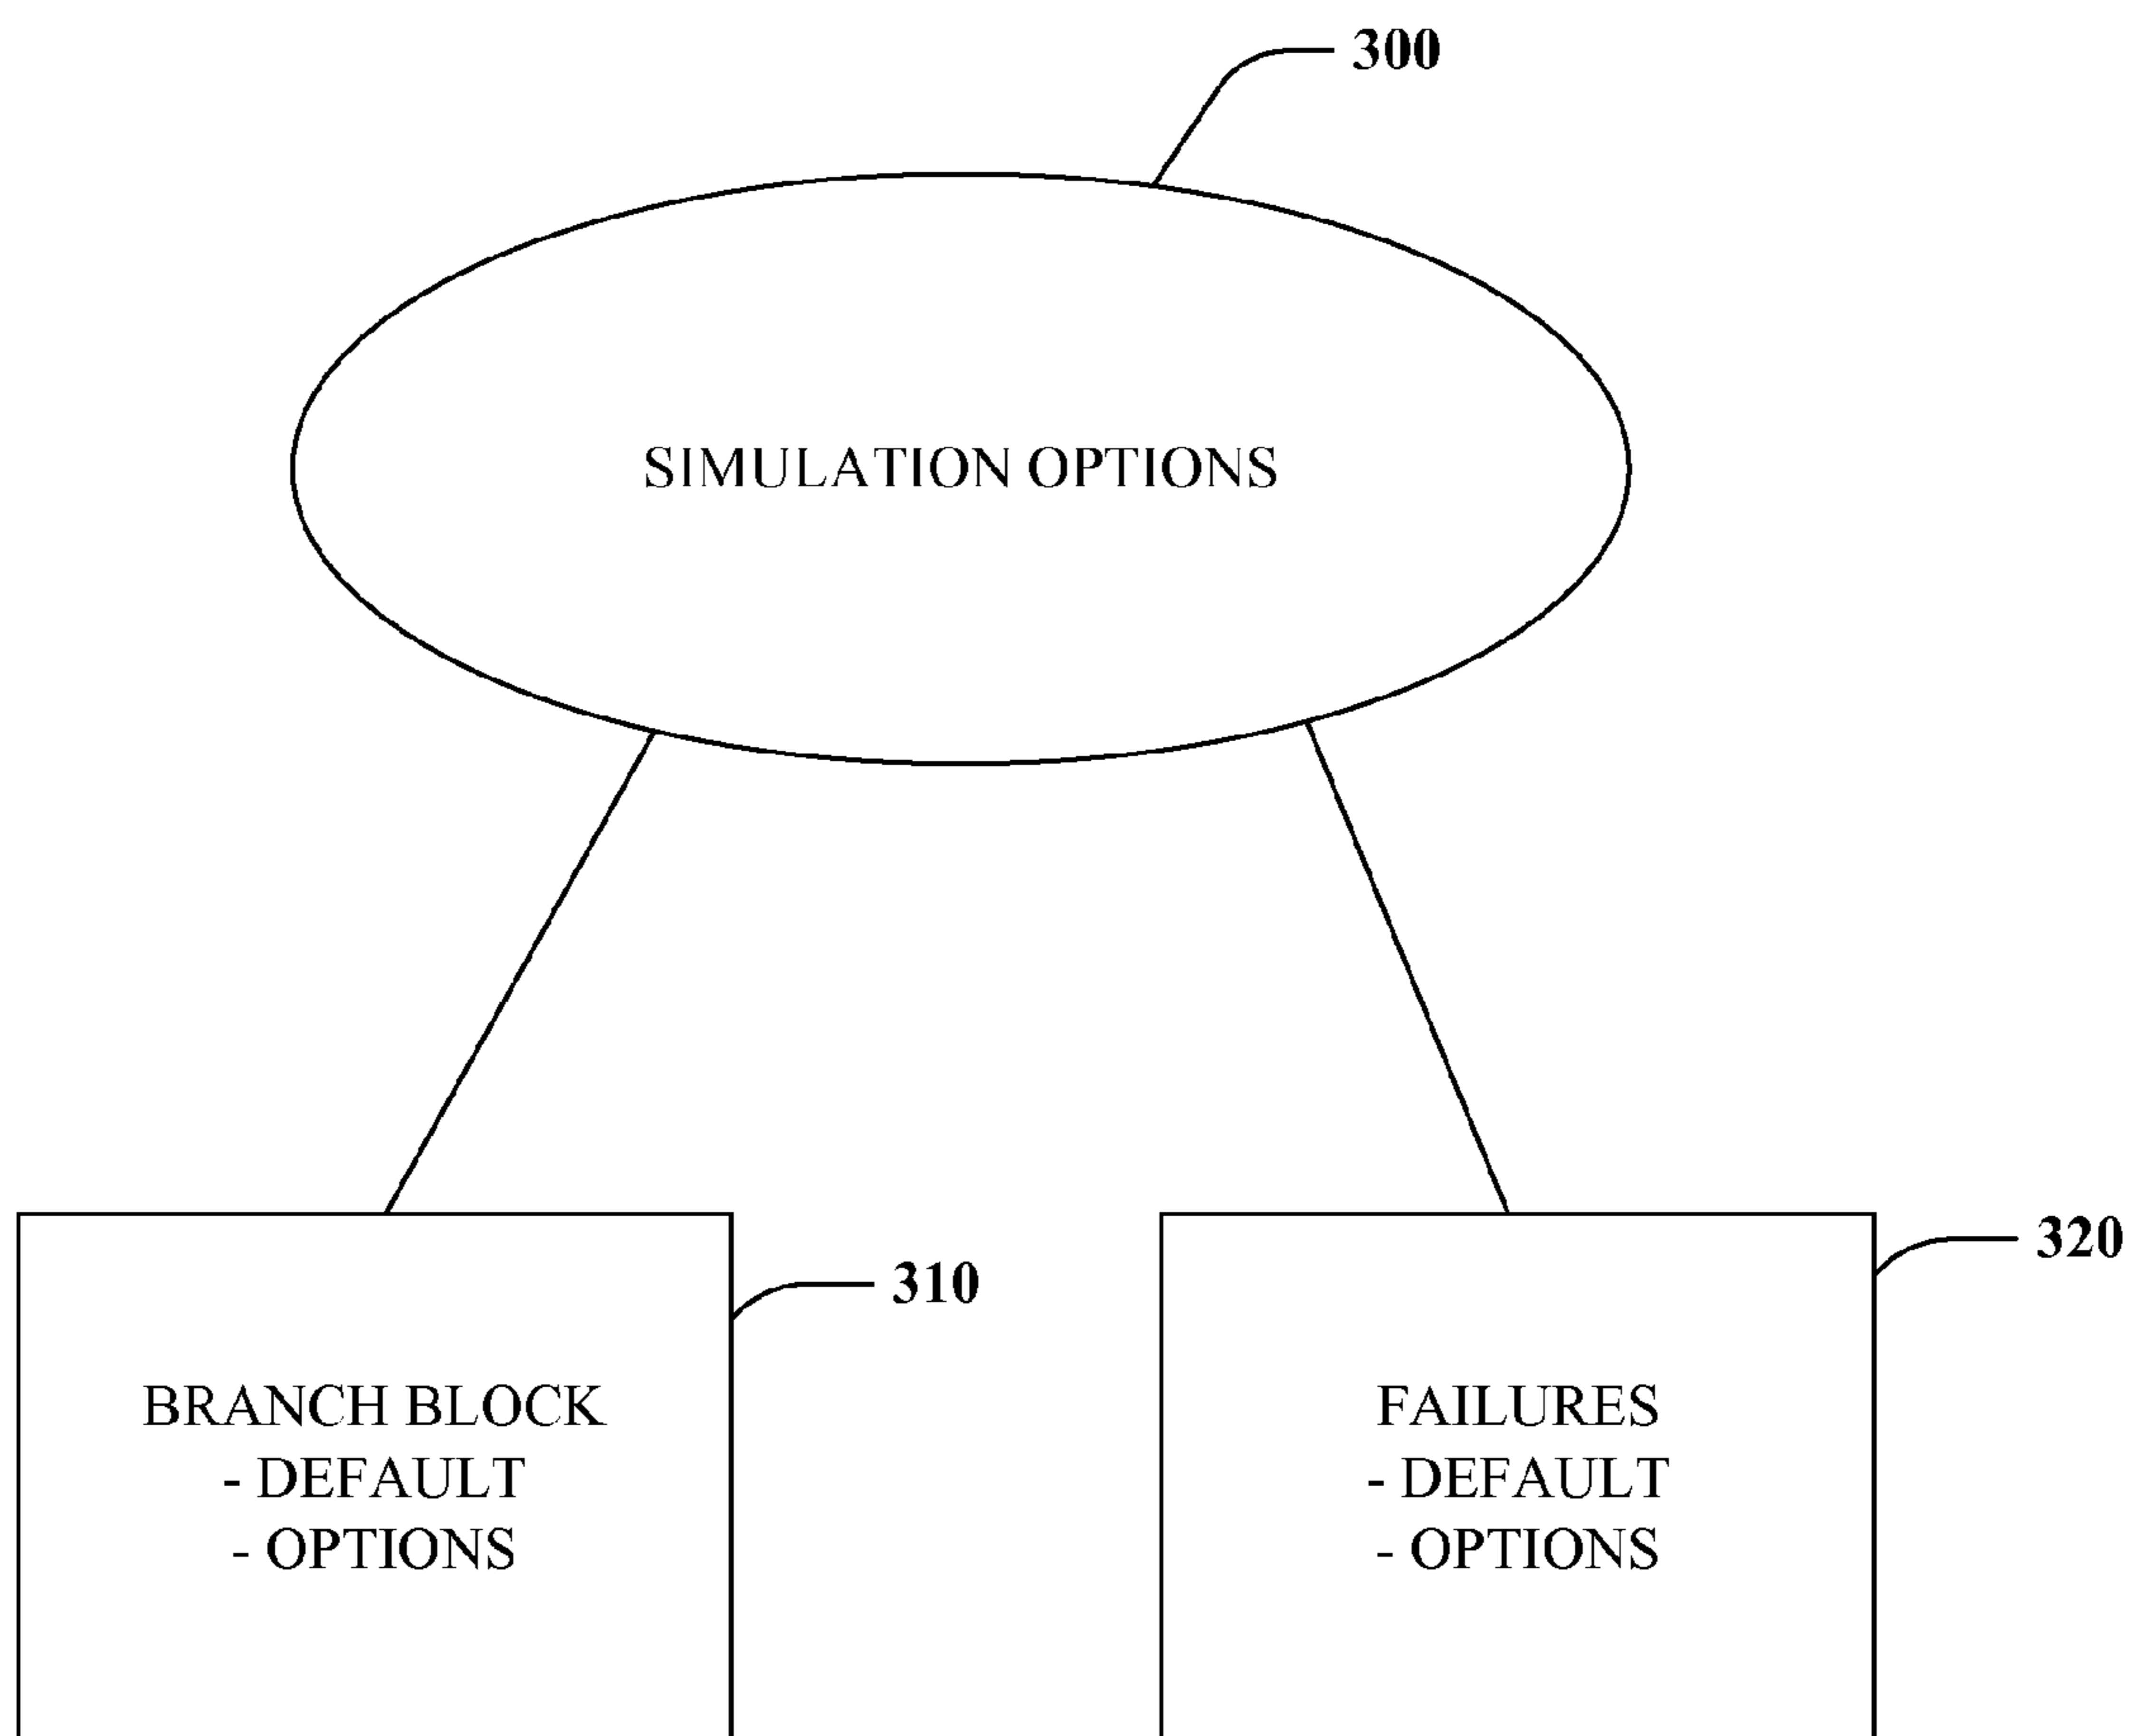 300
SIMULATION OPTIONS
310
320
BRANCH BLOCK
- DEFAULT
- OPTIONS
FAILURES
- DEFAULT
- OPTIONS